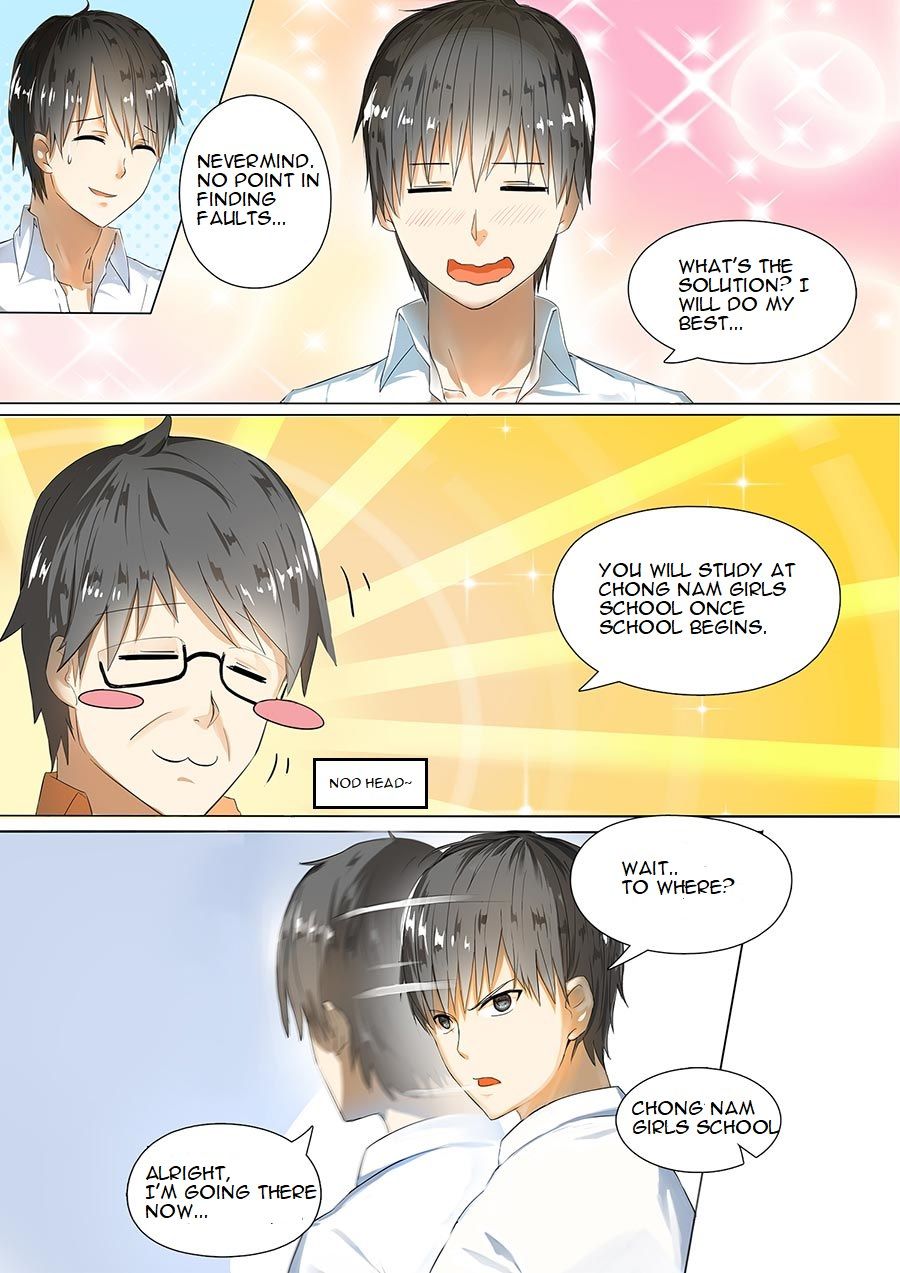 NEVERMIND.
NO POINT IN
FINDING
FAULTS...
WHAT'S THE
SOLUTION? I
WILL DO MY
BEST...
YOU WILL STUDY AT
CHONG NAM GIRLS
SCHOOL ONCE
SCHOOL BEGINS.
NOD HEAD~
ALRIGHT,
I'M GOING THERE
NOW...
WAIT..
TO WHERE?
CHONG NAM
GIRLS SCHOOL